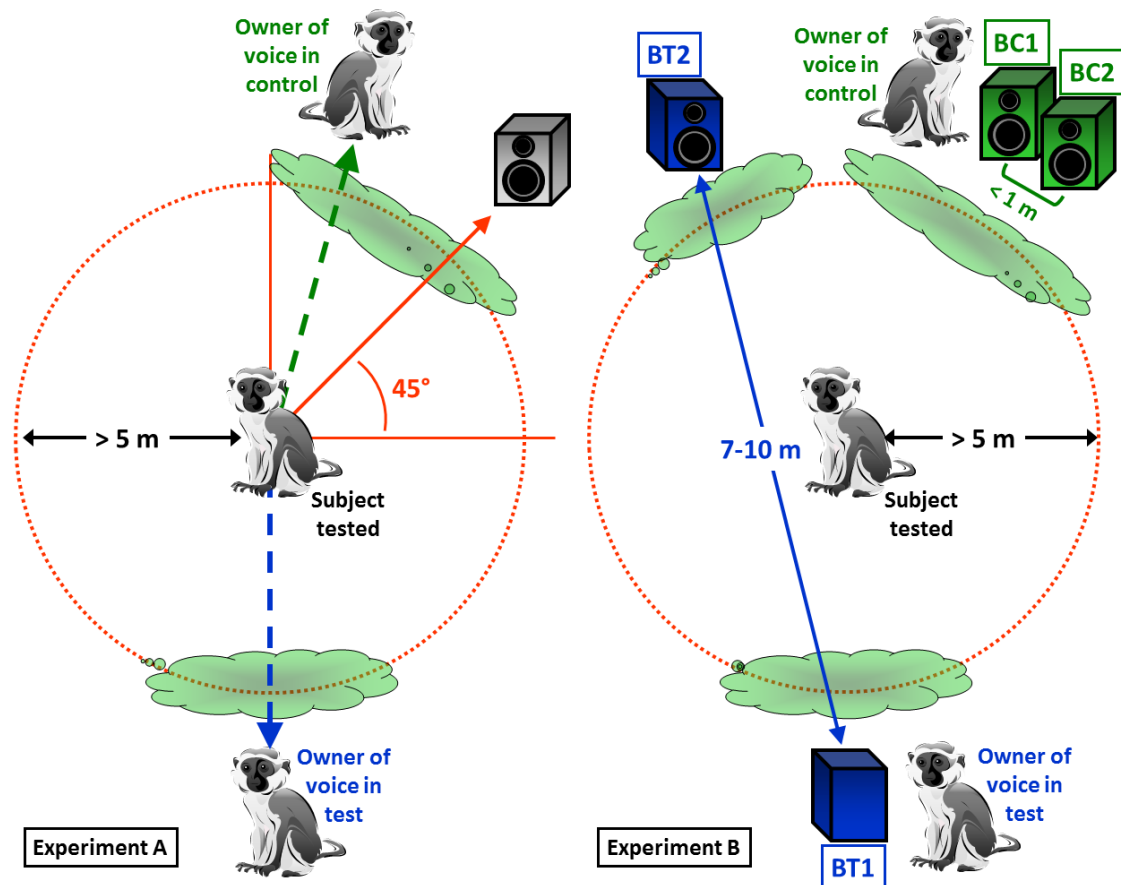 Owner of
voice in
control
45°
> 5 m
Subject
tested
Owner of
voice in
test
Experiment A
BT2
Owner of
voice in
control
BC1
BC2
< 1 m
7-10 m
> 5 m
Subject
tested
Owner of
voice in
test
BT1
Experiment B